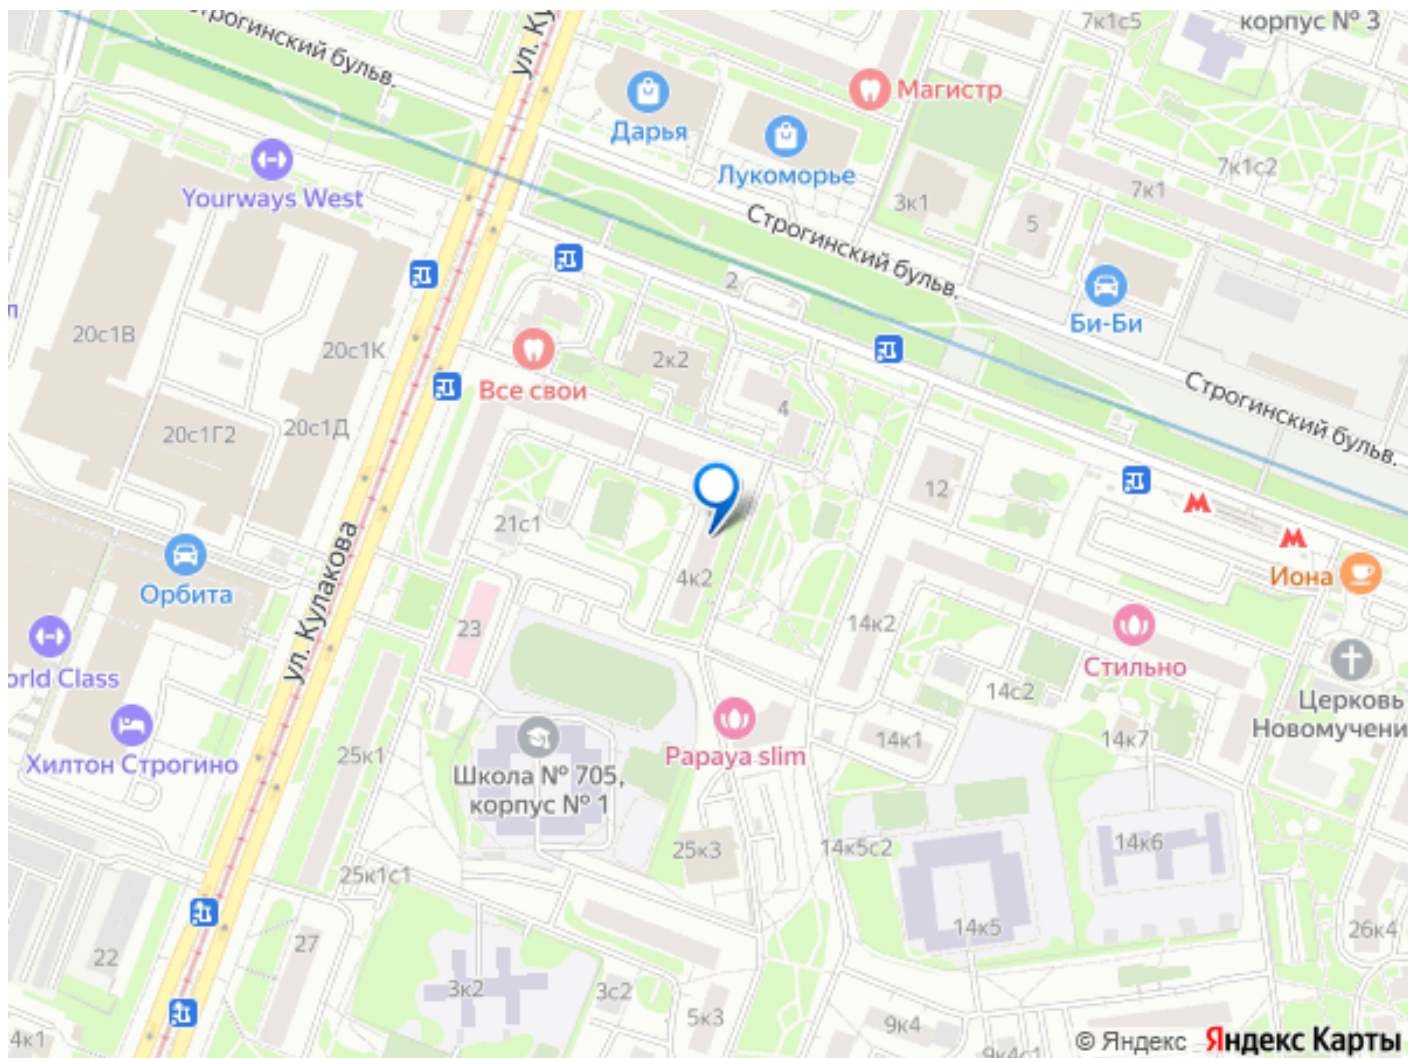 Строгинский бульв.
ул. Ку
7к1с5
корпус № 3
Магистр
Дарья
Лукоморье
Yourways West
7к1с2
7к1
3к1
5
Строгинский бульв.
2
Би-Би
л
20с1В
20с1К
2к2
Все свои
4
Строгинский бульв.
20с1Г2
20с1Д
12
21с1
ул. Кулакова
4к2
Иона
Орбита
23
14к2
orld Class
Стильно
14с2
Церковь
Новомучени
Хилтон Строгино
25к1
Papaya slim
14к1
14к7
Школа № 705,
корпус № 1
25к3
14к5с2
14к6
25к1с1
14к5
26к4
27
22
3к2
3с2
5к3
9к4
4к1
9к4с1
© Яндекс Яндекс Карты